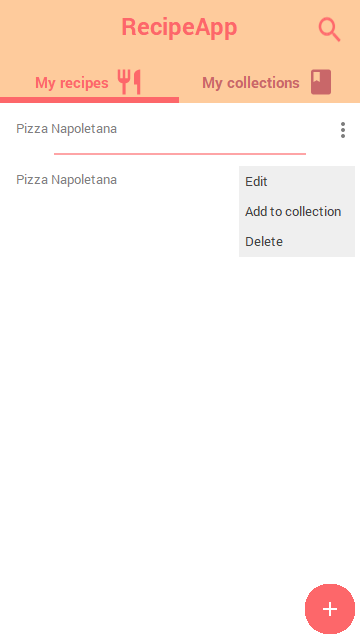 RecipeApp
My recipes
My collections
Pizza Napoletana
Pizza Napoletana
Edit
Add to collection
Delete